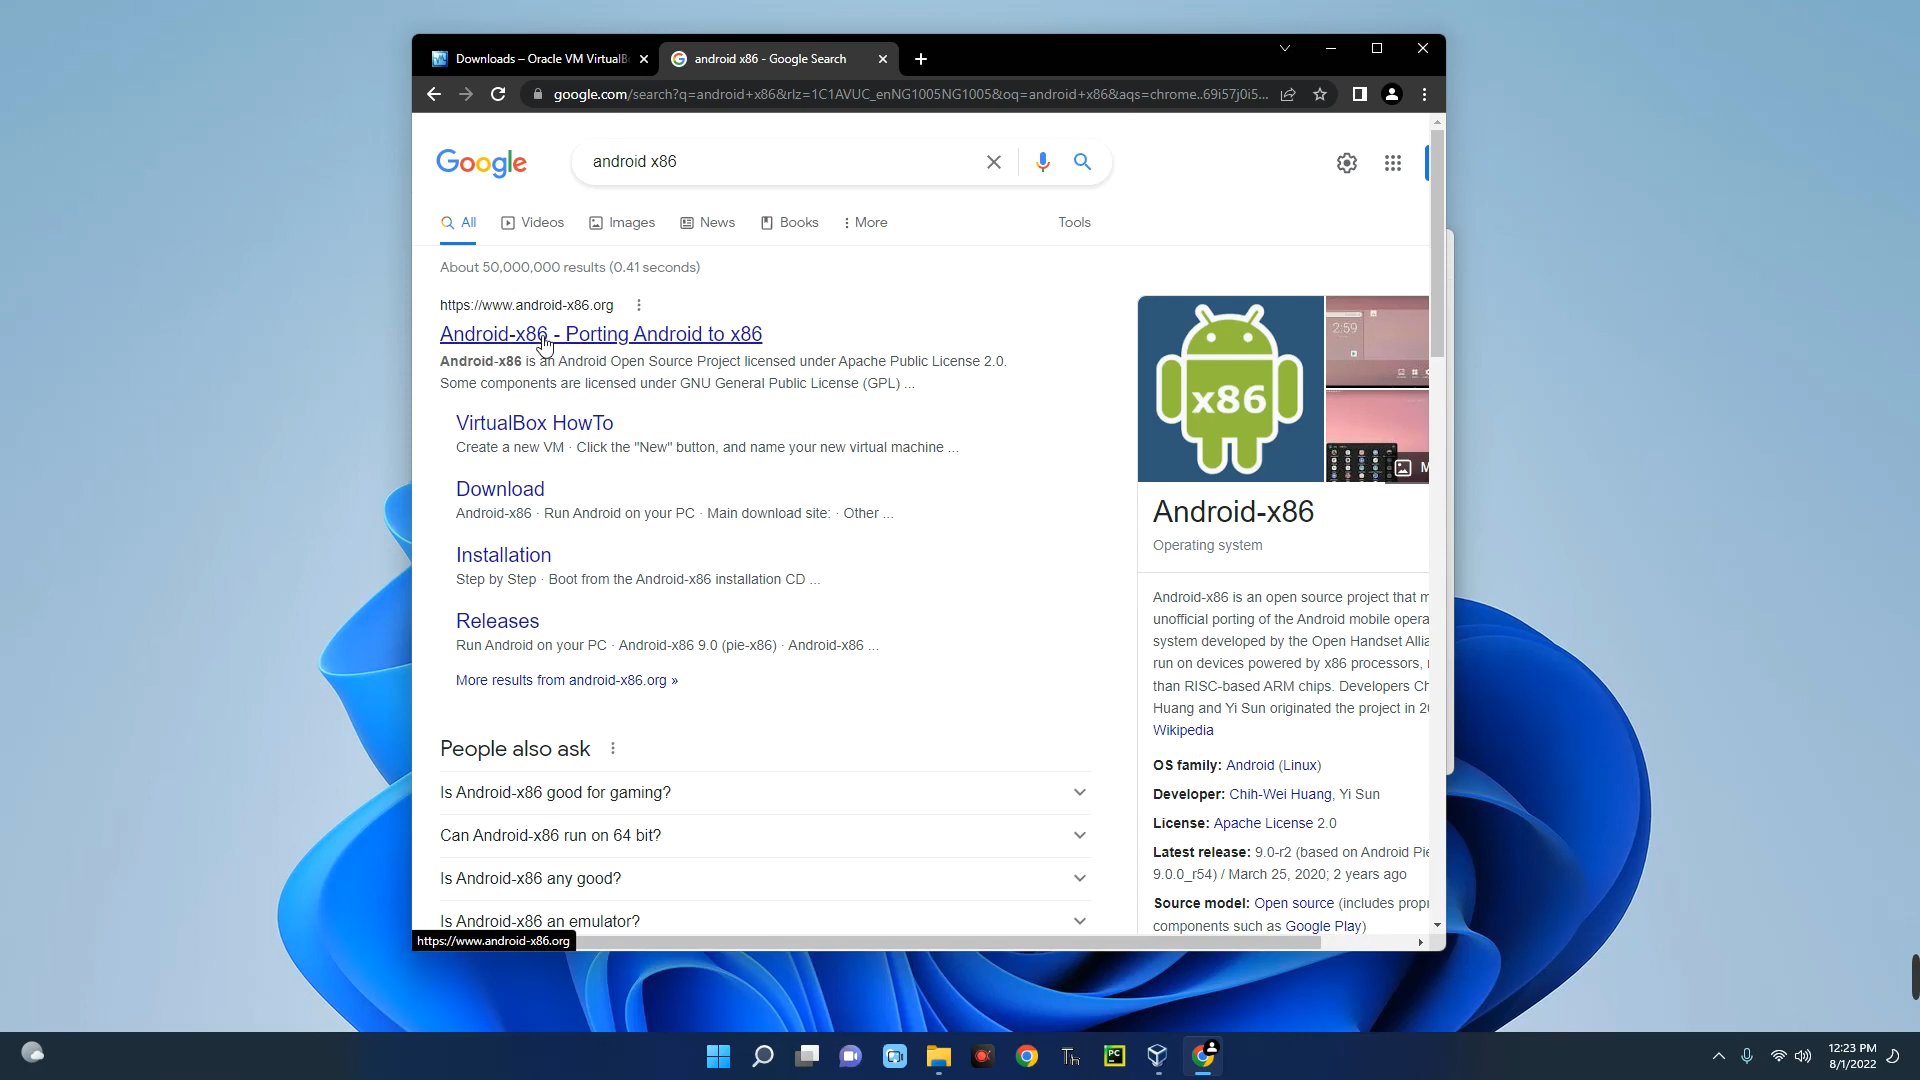 Downloads – Oracle VM VirtualB
android x86 - Google Search
google.com/search?q=android+x86&rlz=1C1AVUC_enNG1005NG1005&oq=android+x86&aqs=chrome..69i57j0i5...
Google
android x86
All
Videos
Images
News
Books
More
Tools
About 50,000,000 results (0.41 seconds)
https://www.android-x86.org
Android-x86 - Porting Android to x86
Android-x86 is an Android Open Source Project licensed under Apache Public License 2.0.
Some components are licensed under GNU General Public License (GPL) ...
VirtualBox HowTo
Create a new VM · Click the "New" button, and name your new virtual machine ...
Download
Android-x86 · Run Android on your PC · Main download site: · Other ...
Installation
Step by Step · Boot from the Android-x86 installation CD ...
Releases
Run Android on your PC · Android-x86 9.0 (pie-x86) · Android-x86 ...
More results from android-x86.org »
People also ask
Is Android-x86 good for gaming?
Can Android-x86 run on 64 bit?
Is Android-x86 any good?
Is Android-x86 an emulator?
https://www.android-x86.org
x86
2:59
M
Android-x86
Operating system
Android-x86 is an open source project that m
unofficial porting of the Android mobile opera
system developed by the Open Handset Allia
run on devices powered by x86 processors,
than RISC-based ARM chips. Developers Ch
Huang and Yi Sun originated the project in 20
Wikipedia
OS family: Android (Linux)
Developer: Chih-Wei Huang, Yi Sun
License: Apache License 2.0
Latest release: 9.0-r2 (based on Android Pie
9.0.0_r54) / March 25, 2020; 2 years ago
Source model: Open source (includes propr
components such as Google Play)
Th
PC
12:23 PM
8/1/2022